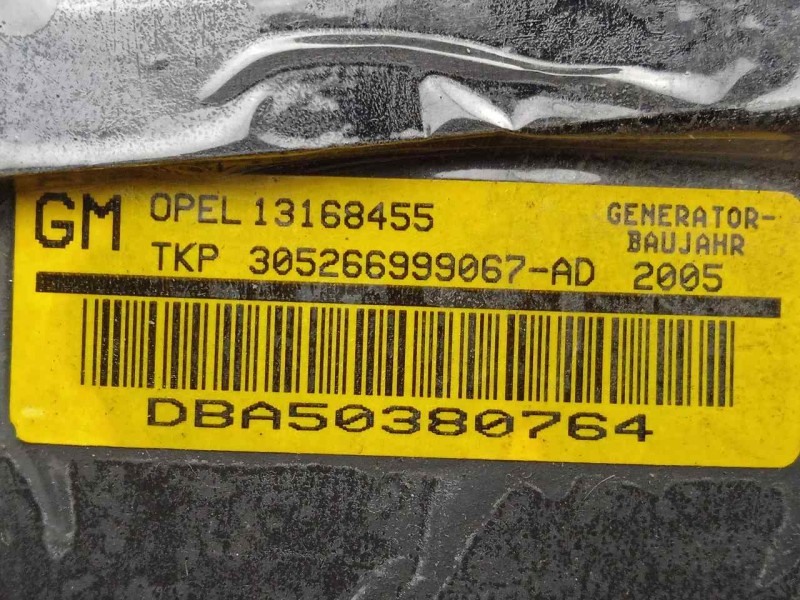 GM OPEL 13168455 GENERATOR-
BAUJAHR
TKP 305266999067-AD 2005
DBA50380764